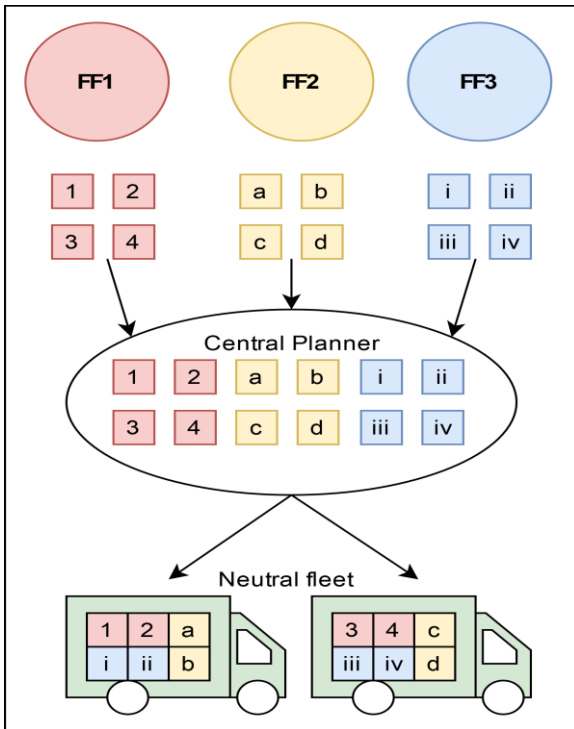 FF1 FF2 FF3
1 2 a b i ii
3 4 c d iii iv
Central Planner
1 2 a b i ii
3 4 c d iii iv
Neutral fleet
1 2 a 3 4 c
i ii b iii iv d